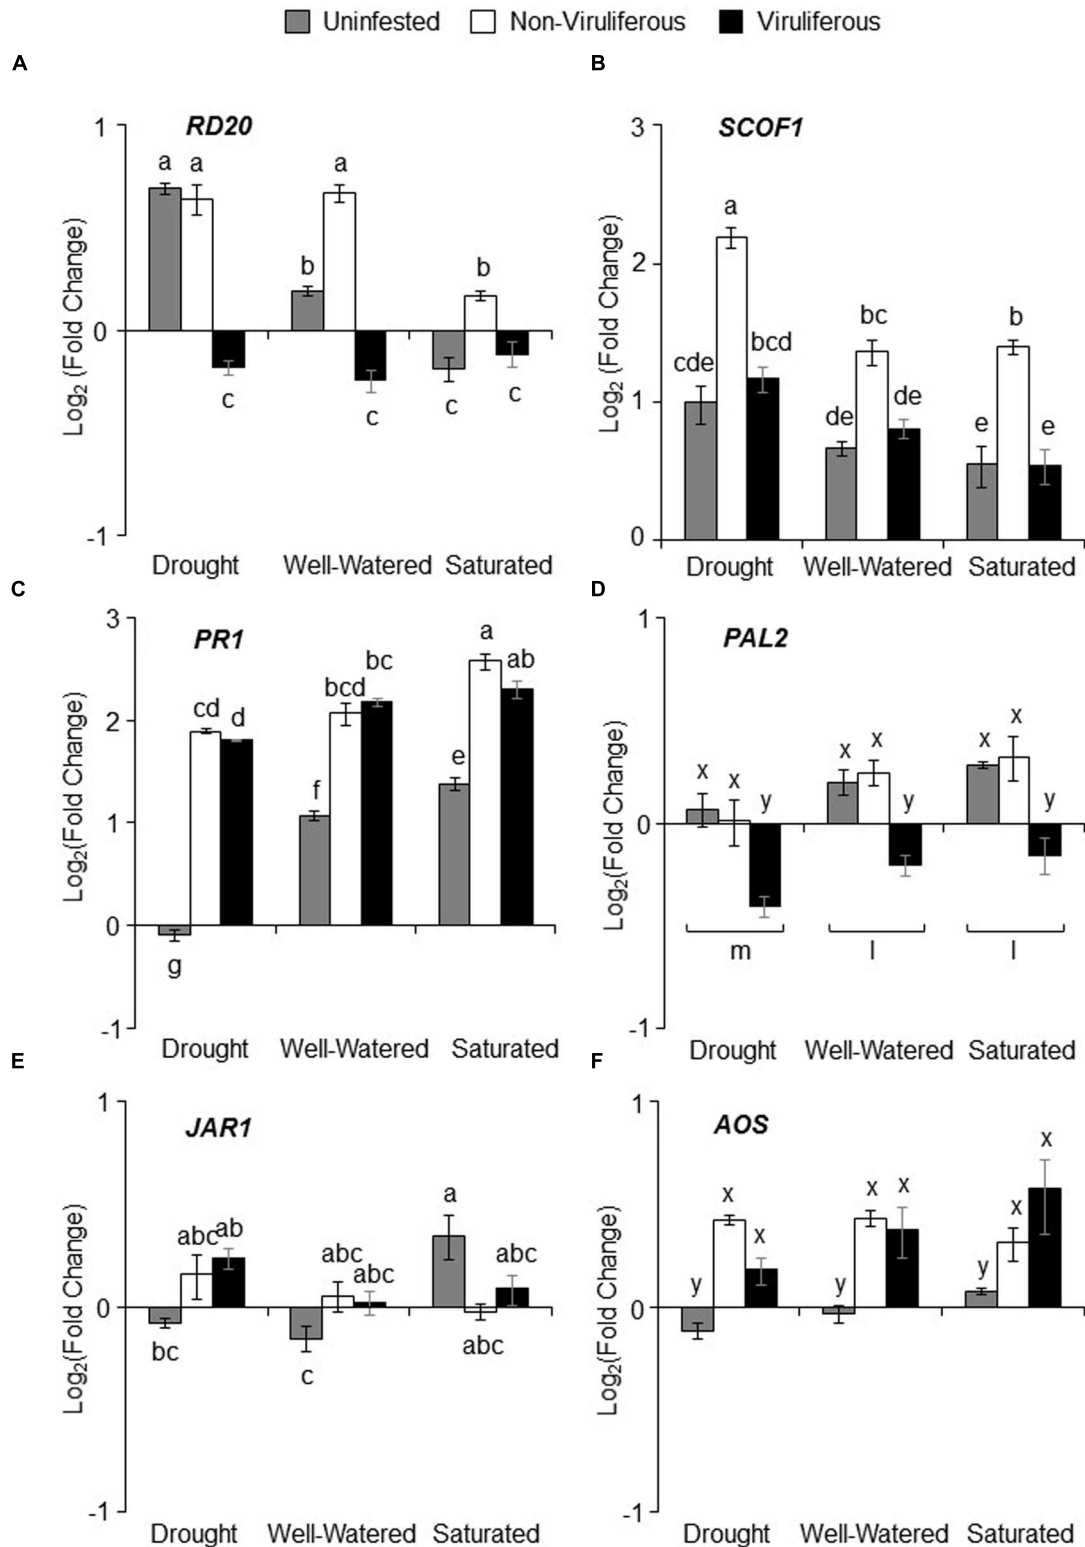 Uninfested Non-Viruliferous Viruliferous
A
RD20
Log2 (Fold Change)
1
0
-1
a a a
b b
c c c c
Drought Well-Watered Saturated
B
SCOF1
Log2 (Fold Change)
3
2
1
0
a
cde bcd
bc
de de
b
e e
Drought Well-Watered Saturated
C
PR1
Log2(Fold Change)
3
2
1
0
-1
g cd d
f bcd bc
e a ab
Drought Well-Watered Saturated
D
PAL2
Log2(Fold Change)
1
0
-1
x x y
x x y
x x y
m l l
Drought Well-Watered Saturated
E
JAR1
Log2(Fold Change)
1
0
-1
bc abc ab
c abc abc
a abc abc
Drought Well-Watered Saturated
F
AOS
Log2(Fold Change)
1
0
-1
y x x
y x x
y x x
Drought Well-Watered Saturated